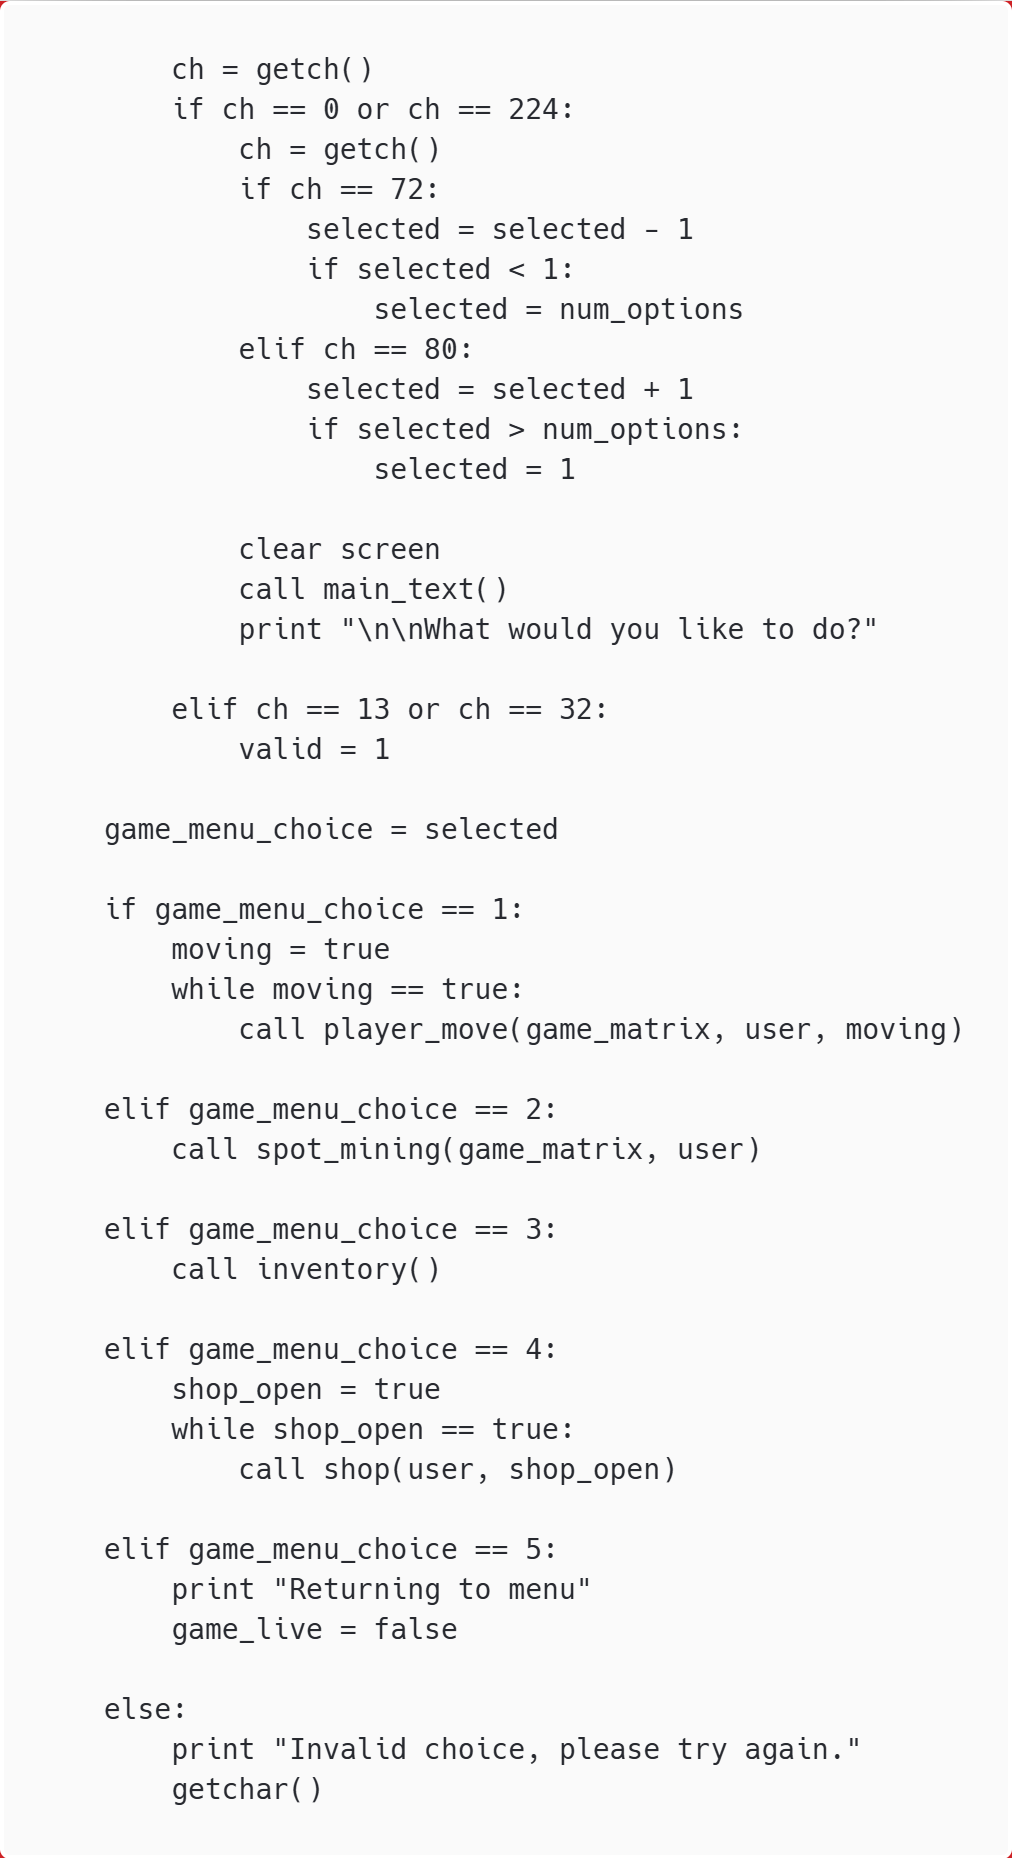 ch = getch()
if ch == 0 or ch == 224:
ch = getch()
if ch == 72:
selected = selected - 1
if selected < 1:
selected = num_options
elif ch == 80:
selected = selected + 1
if selected > num_options:
selected = 1
clear screen
call main_text()
print "\n\nWhat would you like to do?"
elif ch == 13 or ch == 32:
valid = 1
game_menu_choice = selected
if game_menu_choice == 1:
moving = true
while moving == true:
call player_move(game_matrix, user, moving)
elif game_menu_choice == 2:
call spot_mining(game_matrix, user)
elif game_menu_choice == 3:
call inventory()
elif game_menu_choice == 4:
shop_open = true
while shop_open == true:
call shop(user, shop_open)
elif game_menu_choice == 5:
print "Returning to menu"
game_live = false
else:
print "Invalid choice, please try again."
getchar()